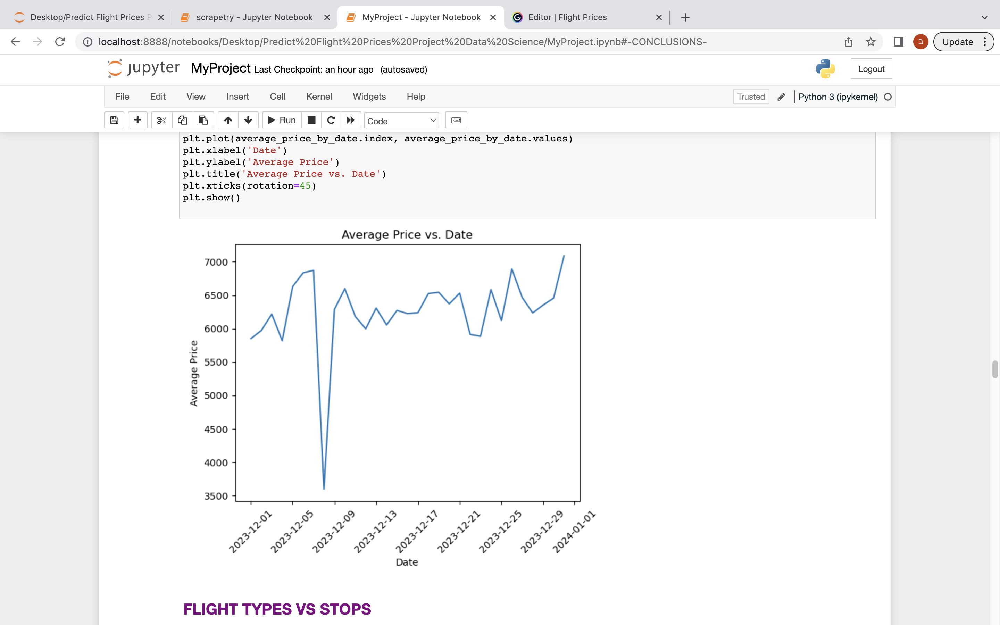 Desktop/Predict Flight Prices P
scrapetry - Jupyter Notebook
MyProject - Jupyter Notebook
Editor | Flight Prices
localhost:8888/notebooks/Desktop/Predict%20Flight%20Prices%20Project%20Data%20Science/MyProject.ipynb#-CONCLUSIONS-
ב
Update
jupyter MyProject Last Checkpoint: an hour ago (autosaved)
Logout
File Edit View Insert Cell Kernel Widgets Help
Trusted
Python 3 (ipykernel)
Run
Code
plt.plot(average_price_by_date.index, average_price_by_date.values)
plt.xlabel('Date')
plt.ylabel('Average Price')
plt.title('Average Price vs. Date')
plt.xticks(rotation=45)
plt.show()
Average Price vs. Date
7000
6500
6000
5500
5000
4500
4000
3500
Average Price
2023-12-01
2023-12-05
2023-12-09
2023-12-13
2023-12-17
2023-12-21
2023-12-25
2023-12-29
2024-01-01
Date
FLIGHT TYPES VS STOPS